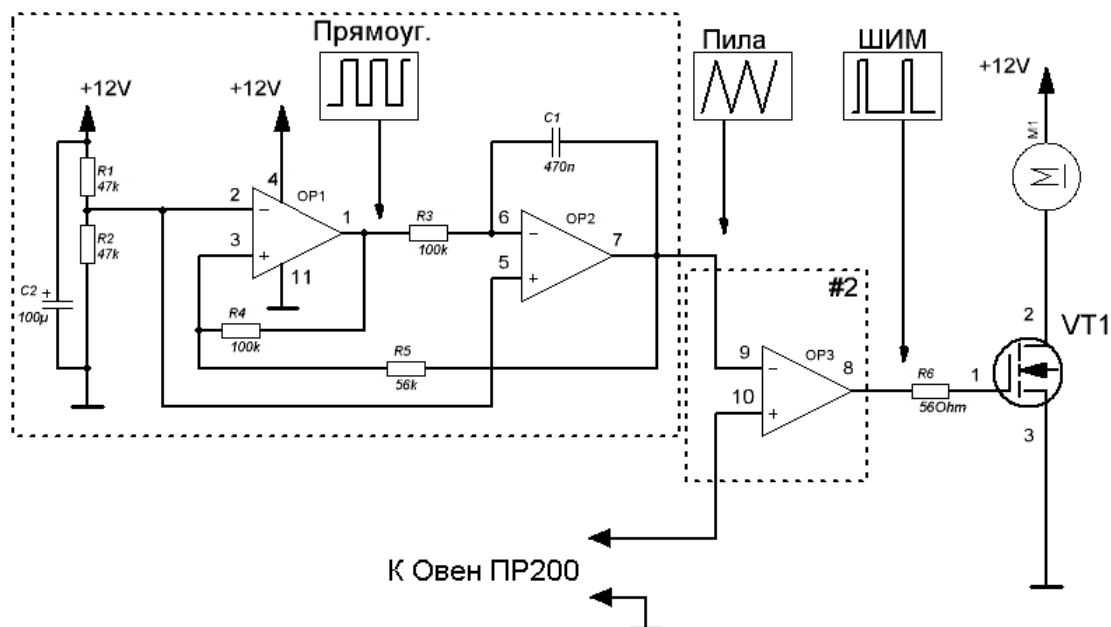 Прямоуг.
Пила
ШИМ
+12V
+12V
+12V
C1
470n
M1
M
R1
47k
4
OP1
2
−
1
R3
100k
6
−
OP2
7
3
+
R2
47k
5
+
11
#2
C2 +
100µ
R4
100k
R5
56k
9
−
OP3
8
10
+
R6
56Ohm
1
2
VT1
3
К Овен ПР200